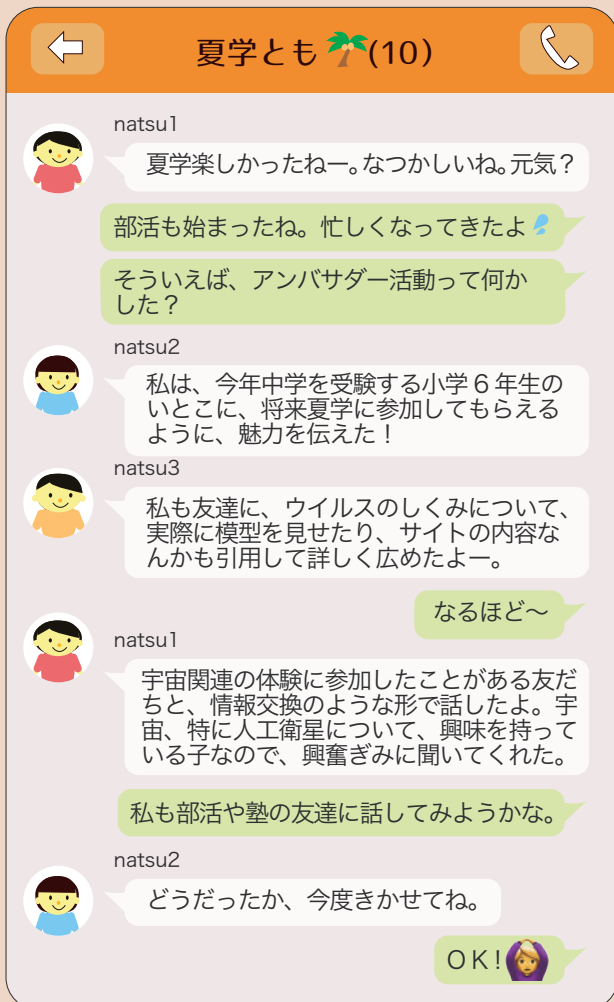 夏学とも🌴(10)
natsu1
夏学楽しかったねー。なつかしいね。元気？
部活も始まったね。忙しくなってきたよ💦
そういえば、アンバサダー活動って何か
した？
natsu2
私は、今年中学を受験する小学６年生の
いとこに、将来夏学に参加してもらえる
ように、魅力を伝えた！
natsu3
私も友達に、ウイルスのしくみについて、
実際に模型を見せたり、サイトの内容な
んかも引用して詳しく広めたよー。
なるほど〜
natsu1
宇宙関連の体験に参加したことがある友だ
ちと、情報交換のような形で話したよ。宇
宙、特に人工衛星について、興味を持って
いる子なので、興奮ぎみに聞いてくれた。
私も部活や塾の友達に話してみようかな。
natsu2
どうだったか、今度きかせてね。
ＯＫ!🙆‍♀️